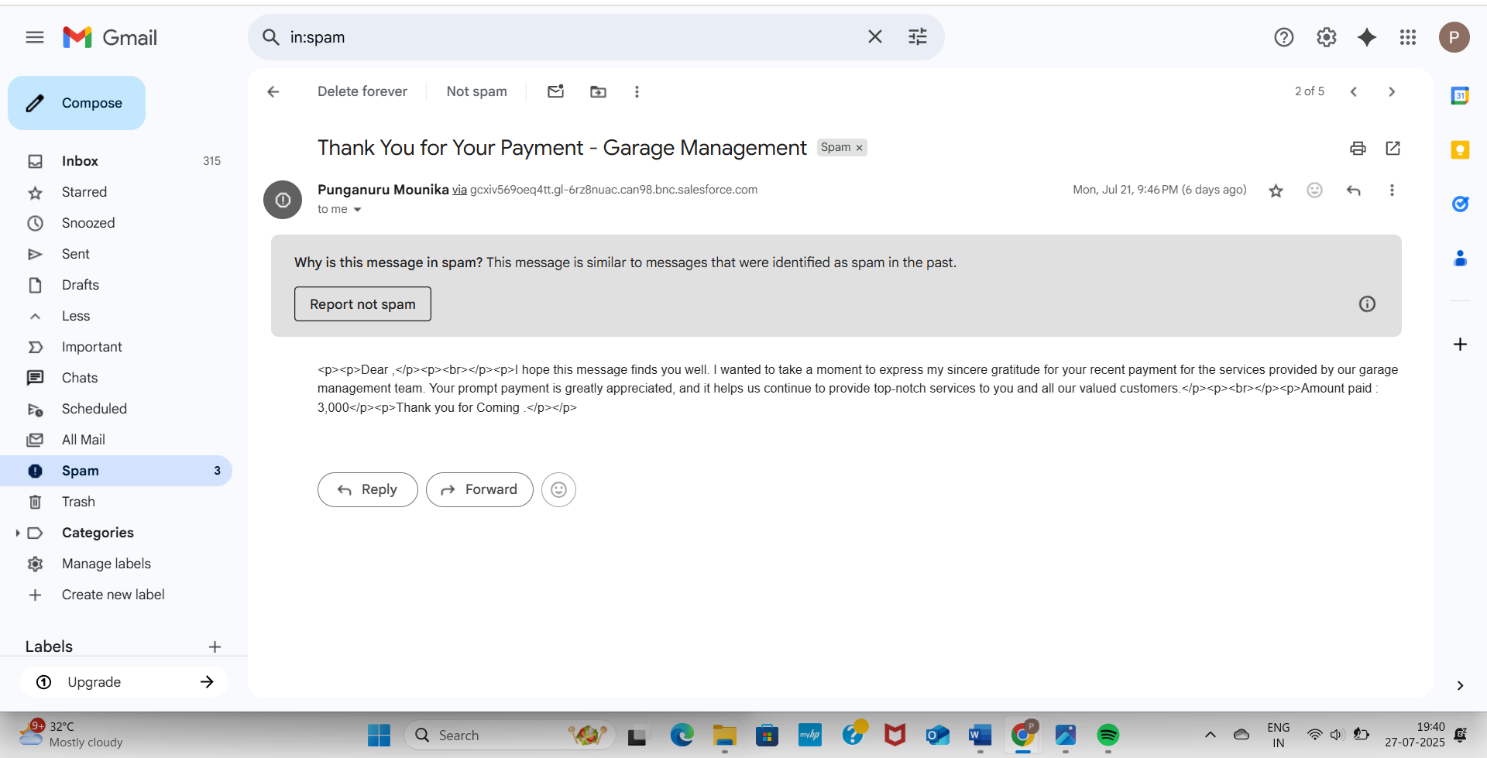 Gmail
in:spam
P
Compose
Delete forever
Not spam
2 of 5
31
Thank You for Your Payment - Garage Management
Spam ×
Inbox 315
Starred
Snoozed
Sent
Drafts
Less
Important
Chats
Scheduled
All Mail
Spam 3
Trash
Categories
Manage labels
Create new label
Labels
Upgrade
Punganuru Mounika via gcxiv569oeq4tt.gl-6rz8nuac.can98.bnc.salesforce.com
Mon, Jul 21, 9:46 PM (6 days ago)
to me
Why is this message in spam? This message is similar to messages that were identified as spam in the past.
Report not spam
<p><p>Dear ,</p><p><br></p><p>I hope this message finds you well. I wanted to take a moment to express my sincere gratitude for your recent payment for the services provided by our garage
management team. Your prompt payment is greatly appreciated, and it helps us continue to provide top-notch services to you and all our valued customers.</p><p><br></p><p>Amount paid :
3,000</p><p>Thank you for Coming .</p></p>
Reply
Forward
9+
32°C
Mostly cloudy
Search
myhp
P
ENG
IN
19:40
27-07-2025